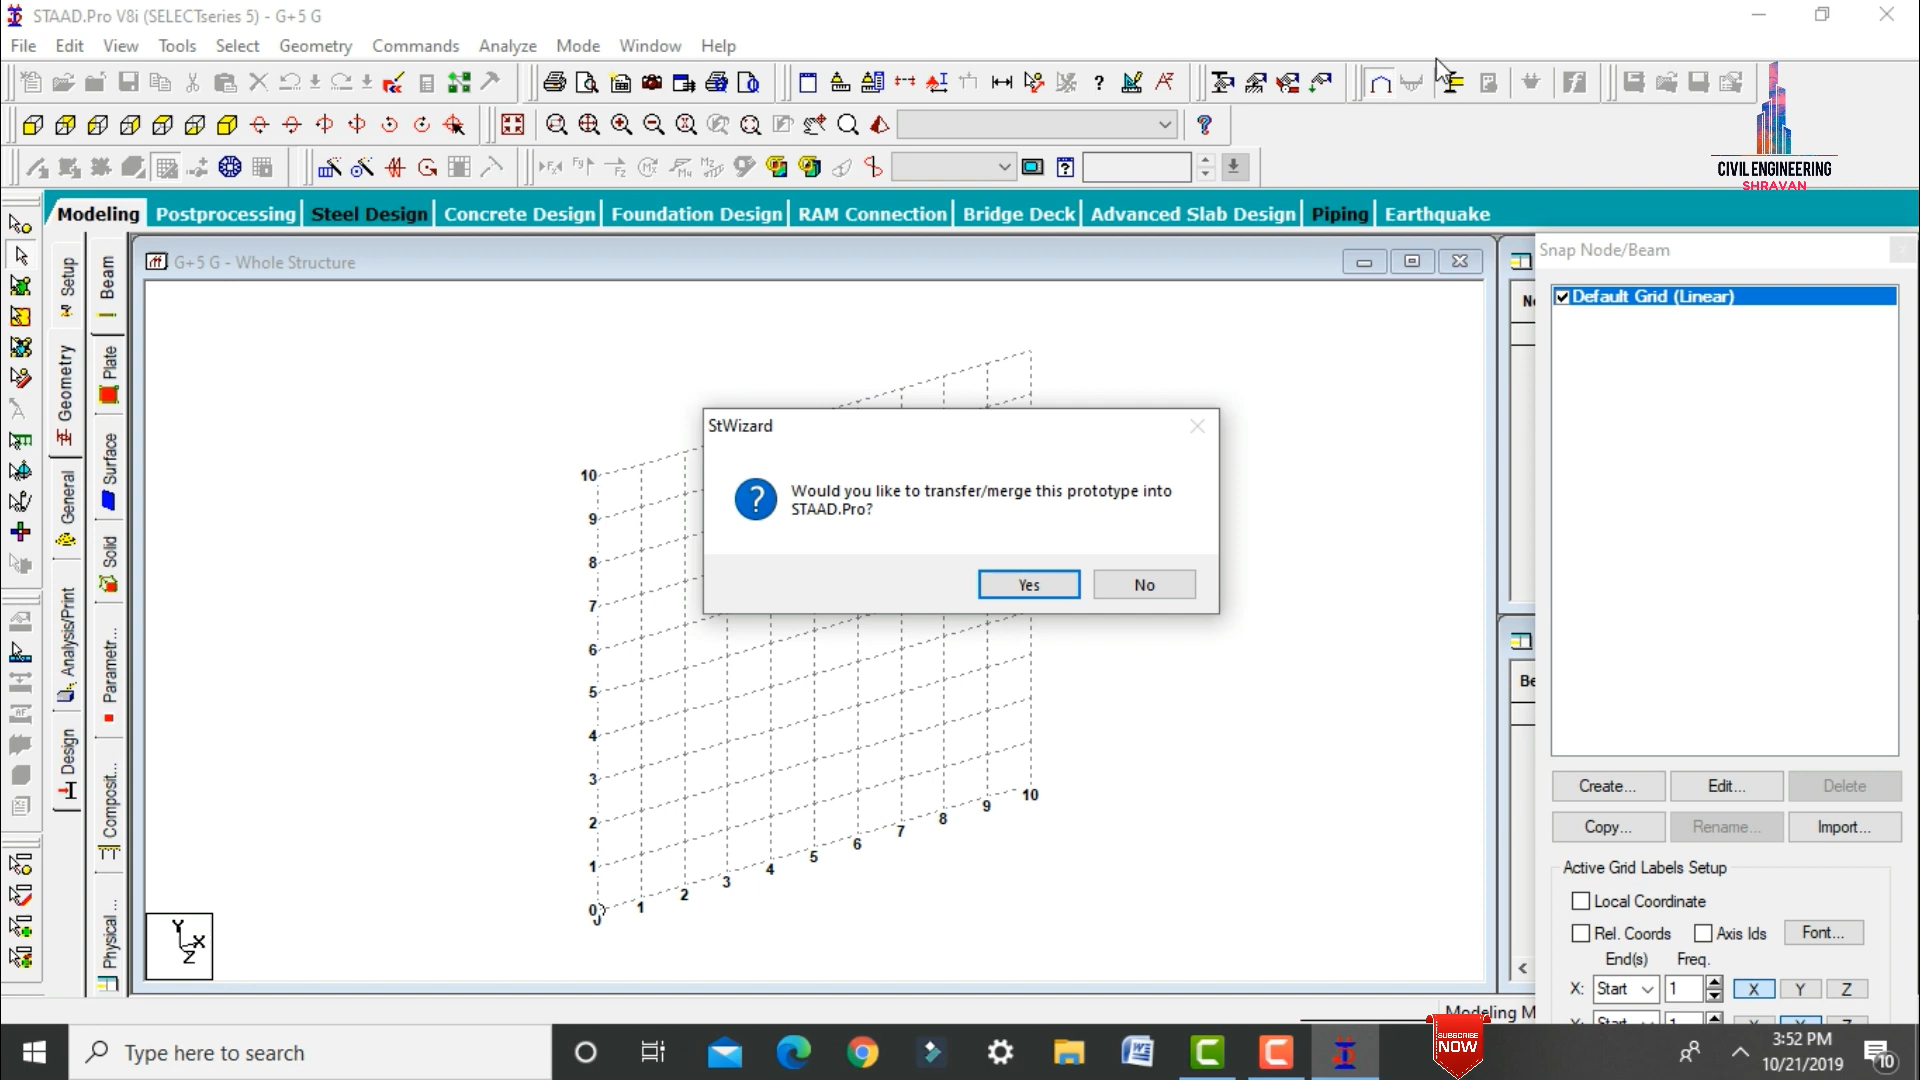 STAAD.Pro V8i (SELECTseries 5) - G+5 G
File Edit View Tools Select Geometry Commands Analyze Mode Window Help
CIVIL ENGINEERING
SHRAVAN
Modeling Postprocessing Steel Design Concrete Design Foundation Design RAM Connection Bridge Deck Advanced Slab Design Piping Earthquake
Setup
Geometry
General
Analysis/Print
Design
Beam
Plate
Surface
Solid
Parametr...
Composit...
Physical ...
G+5 G - Whole Structure
10
9
8
7
6
5
4
3
2
1
0
1
2
3
4
5
6
7
8
9
10
Y
X
Z
StWizard
Would you like to transfer/merge this prototype into
STAAD.Pro?
Yes No
Snap Node/Beam
Default Grid (Linear)
Create... Edit... Delete
Copy... Rename... Import...
Active Grid Labels Setup
Local Coordinate
Rel. Coords Axis Ids Font...
End(s) Freq.
X: Start 1 X Y Z
Modeling M
SUBSCRIBE
NOW
Type here to search
3:52 PM
10/21/2019
10